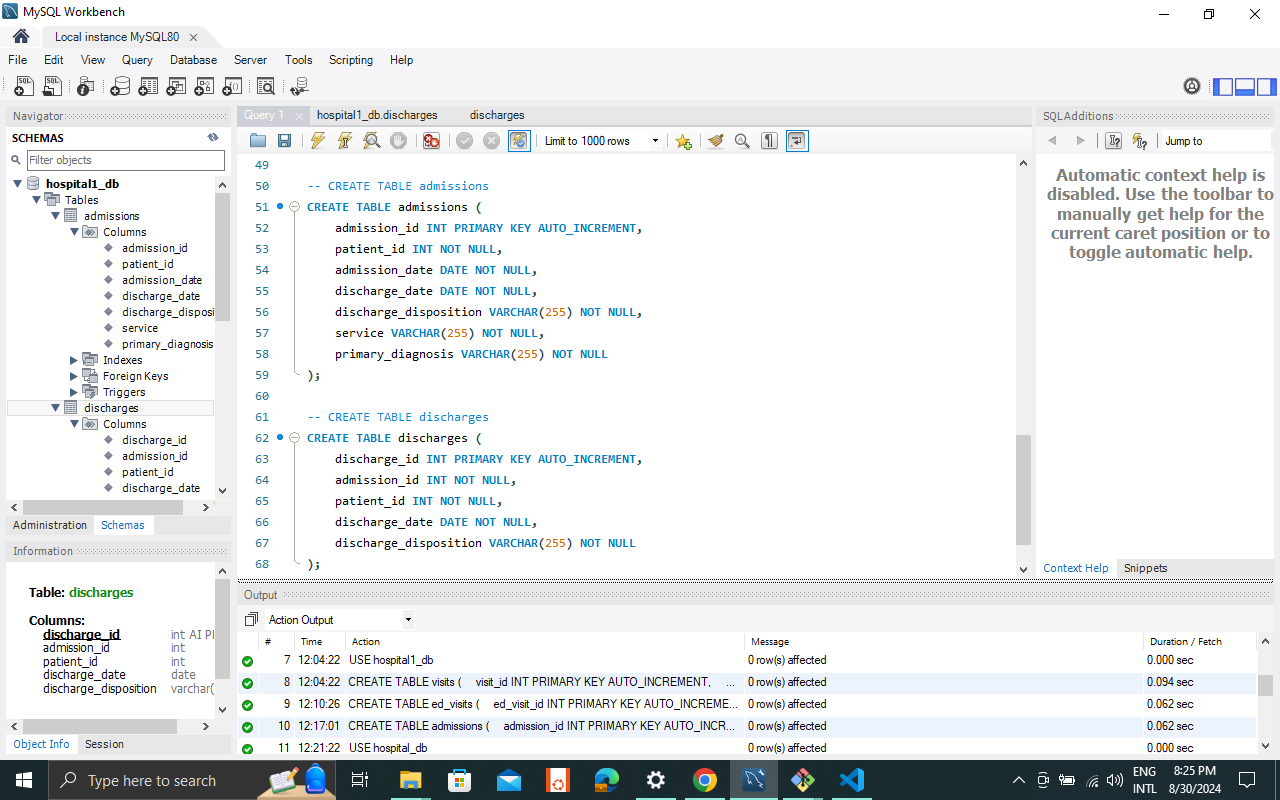 MySQL Workbench
Local instance MySQL80
File Edit View Query Database Server Tools Scripting Help
Navigator
SCHEMAS
Filter objects
hospital1_db
Tables
admissions
Columns
admission_id
patient_id
admission_date
discharge_date
discharge_disposi
service
primary_diagnosis
Indexes
Foreign Keys
Triggers
discharges
Columns
discharge_id
admission_id
patient_id
discharge_date
Administration Schemas
Information
Table: discharges
Columns:
discharge_id int AI PI
admission_id int
patient_id int
discharge_date date
discharge_disposition varchar(
Object Info Session
Query 1 hospital1_db.discharges discharges
Limit to 1000 rows
49
50 -- CREATE TABLE admissions
51 CREATE TABLE admissions (
52 admission_id INT PRIMARY KEY AUTO_INCREMENT,
53 patient_id INT NOT NULL,
54 admission_date DATE NOT NULL,
55 discharge_date DATE NOT NULL,
56 discharge_disposition VARCHAR(255) NOT NULL,
57 service VARCHAR(255) NOT NULL,
58 primary_diagnosis VARCHAR(255) NOT NULL
59 );
60
61 -- CREATE TABLE discharges
62 CREATE TABLE discharges (
63 discharge_id INT PRIMARY KEY AUTO_INCREMENT,
64 admission_id INT NOT NULL,
65 patient_id INT NOT NULL,
66 discharge_date DATE NOT NULL,
67 discharge_disposition VARCHAR(255) NOT NULL
68 );
SQLAdditions
Jump to
Automatic context help is
disabled. Use the toolbar to
manually get help for the
current caret position or to
toggle automatic help.
Context Help Snippets
Output
Action Output
# Time Action Message Duration / Fetch
7 12:04:22 USE hospital1_db 0 row(s) affected 0.000 sec
8 12:04:22 CREATE TABLE visits ( visit_id INT PRIMARY KEY AUTO_INCREMENT, ... 0 row(s) affected 0.094 sec
9 12:10:26 CREATE TABLE ed_visits ( ed_visit_id INT PRIMARY KEY AUTO_INCREME... 0 row(s) affected 0.062 sec
10 12:17:01 CREATE TABLE admissions ( admission_id INT PRIMARY KEY AUTO_INCR... 0 row(s) affected 0.062 sec
11 12:21:22 USE hospital_db 0 row(s) affected 0.000 sec
Type here to search
ENG
INTL
8:25 PM
8/30/2024